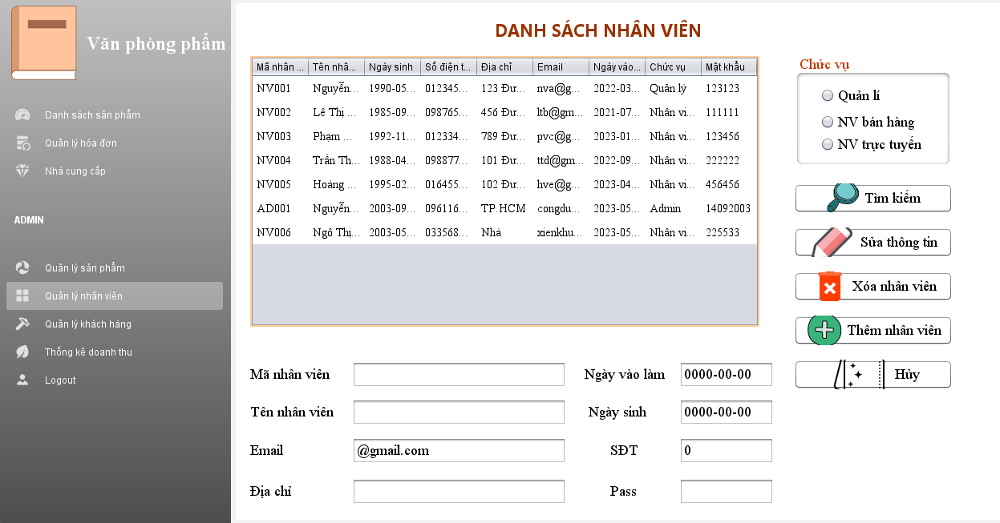 Văn phòng phẩm
Danh sách sản phẩm
Quản lý hóa đơn
Nhà cung cấp
ADMIN
Quản lý sản phẩm
Quản lý nhân viên
Quản lý khách hàng
Thống kê doanh thu
Logout
DANH SÁCH NHÂN VIÊN
Mã nhân ... Tên nhâ... Ngày sinh Số điện t... Địa chỉ Email Ngày vào... Chức vụ Mật khẩu
NV001 Nguyễn... 1990-05... 012345... 123 Đư... nva@g... 2022-03... Quản lý 123123
NV002 Lê Thị ... 1985-09... 098765... 456 Đư... ltb@gm... 2021-07... Nhân vi... 111111
NV003 Phạm ... 1992-11... 012334... 789 Đư... pvc@g... 2023-01... Nhân vi... 123456
NV004 Trần Th... 1988-04... 098877... 101 Đư... ttd@gm... 2022-09... Nhân vi... 222222
NV005 Hoàng ... 1995-02... 016455... 102 Đư... hve@g... 2023-04... Nhân vi... 456456
AD001 Nguyễn... 2003-09... 096116... TP.HCM congdu... 2023-05... Admin 14092003
NV006 Ngô Thị... 2003-05... 033568... Nhà xienkhu... 2023-05... Nhân vi... 225533
Chức vụ
Quản lí
NV bán hàng
NV trực tuyến
Tìm kiếm
Sửa thông tin
Xóa nhân viên
Thêm nhân viên
Hủy
Mã nhân viên
Ngày vào làm 0000-00-00
Tên nhân viên
Ngày sinh 0000-00-00
Email @gmail.com
SĐT 0
Địa chỉ
Pass